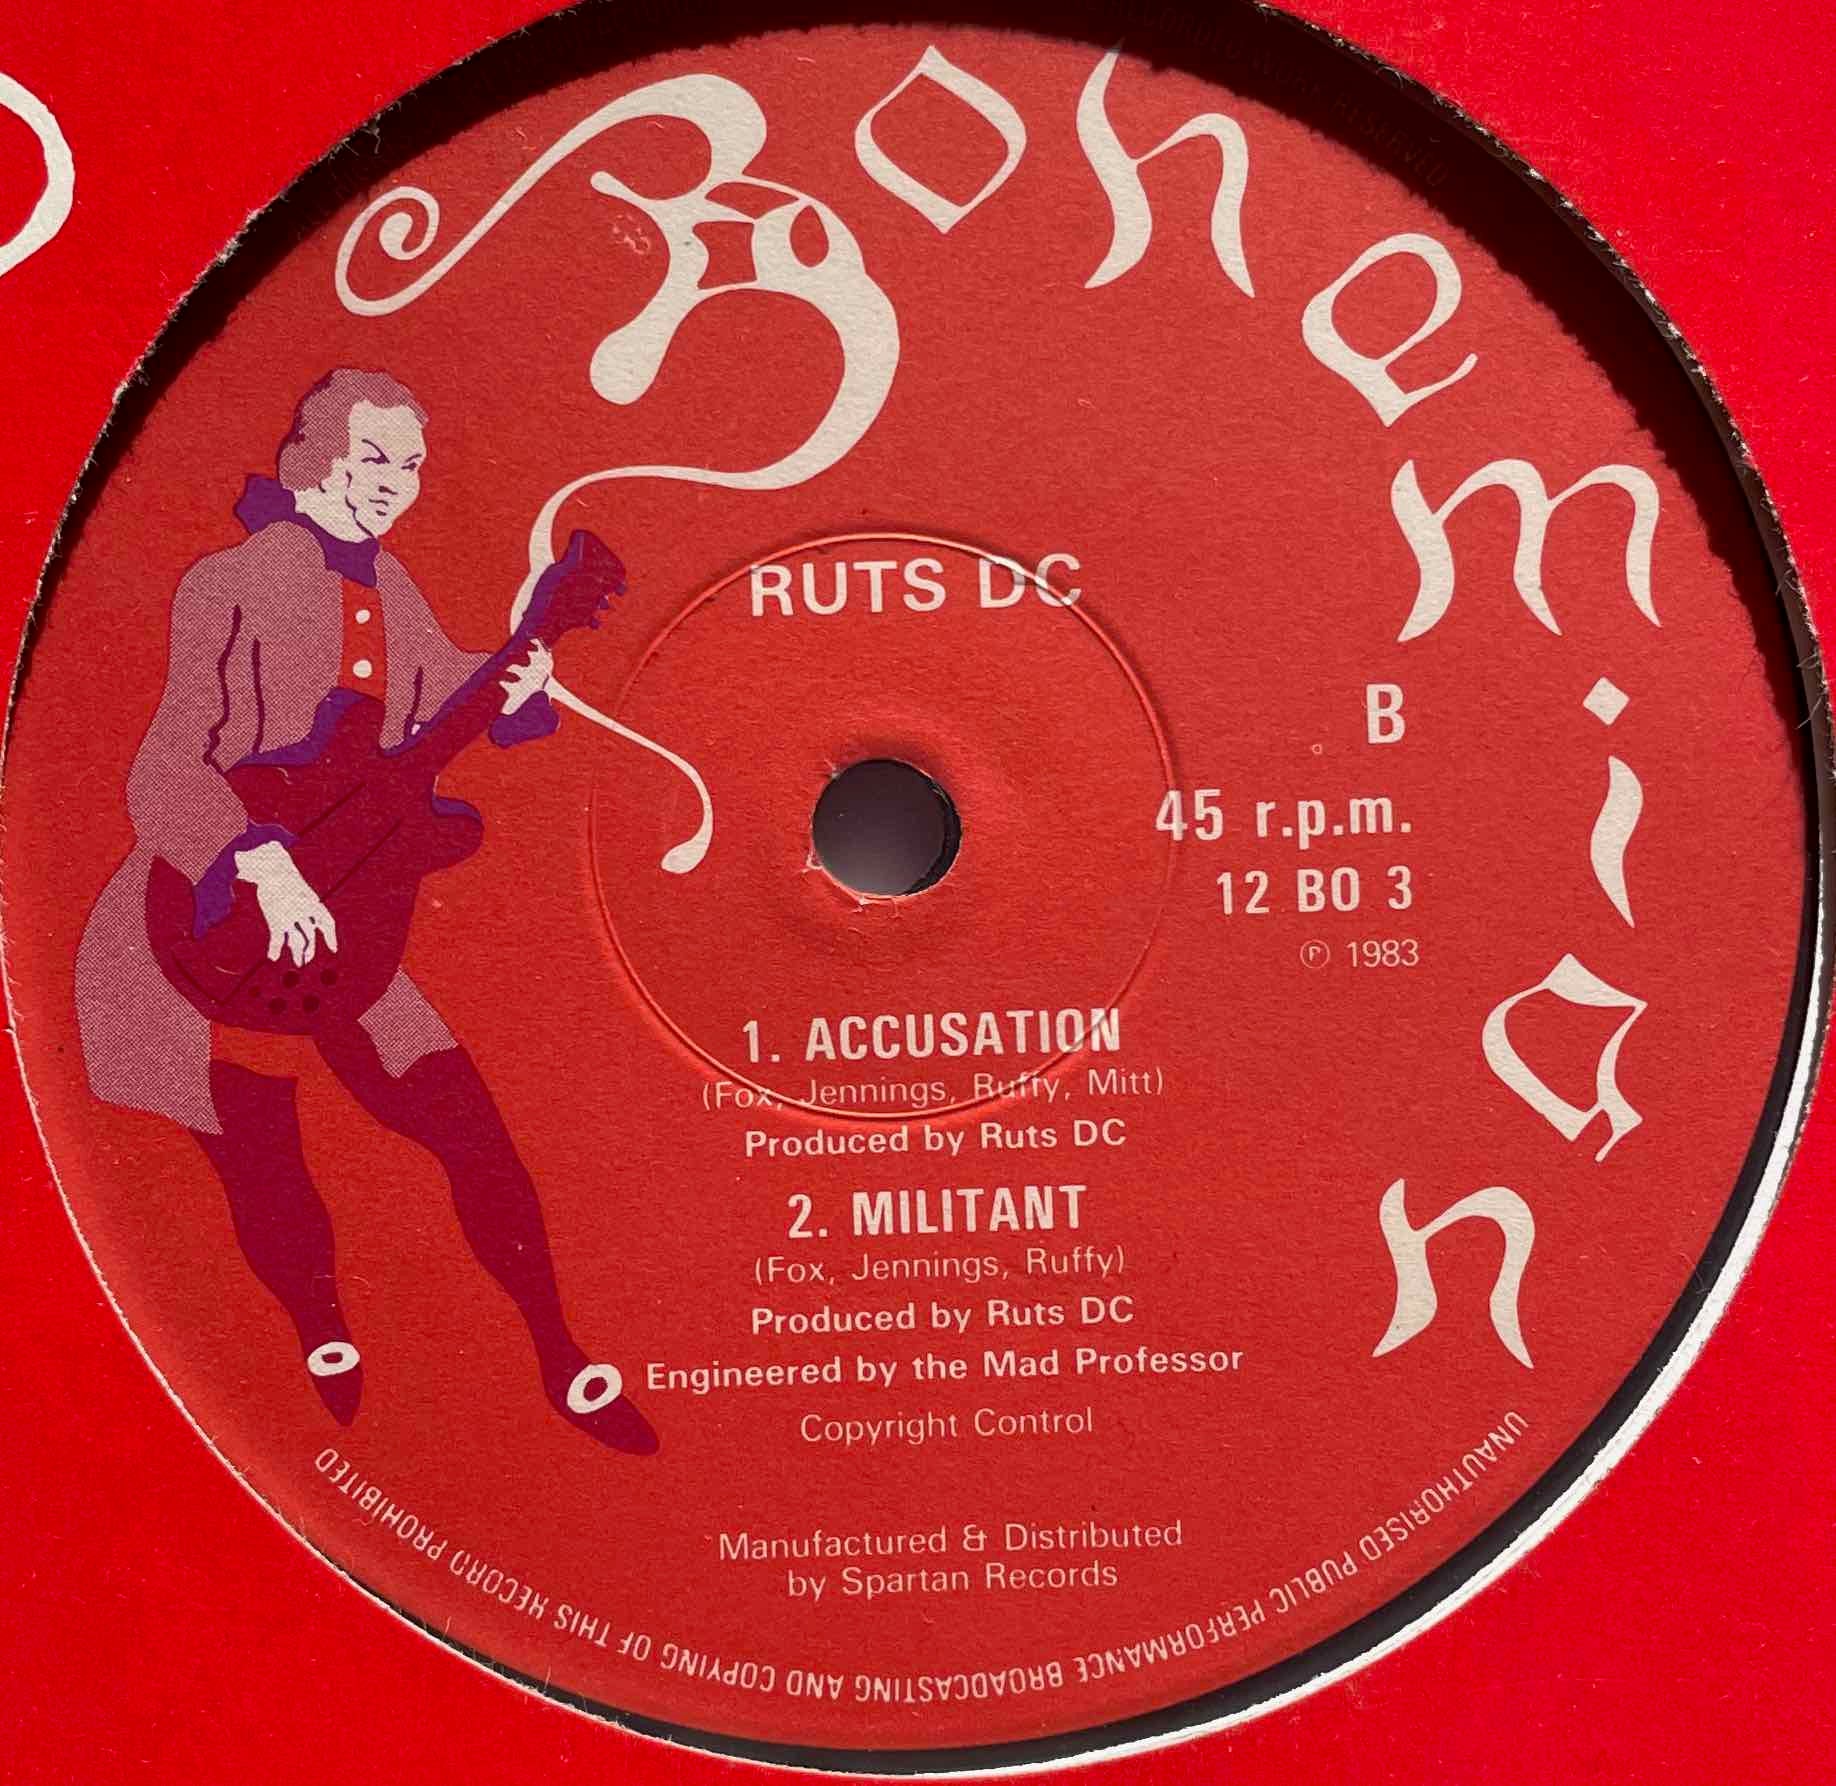 Bohemian
RUTS DC
B
45 r.p.m.
12 BO 3
℗ 1983
1. ACCUSATION
(Fox, Jennings, Ruffy, Mitt)
Produced by Ruts DC
2. MILITANT
(Fox, Jennings, Ruffy)
Produced by Ruts DC
Engineered by the Mad Professor
Copyright Control
Manufactured & Distributed
by Spartan Records
UNAUTHORISED PUBLIC PERFORMANCE BROADCASTING AND COPYING OF THIS RECORD PROHIBITED
WORK RESERVED